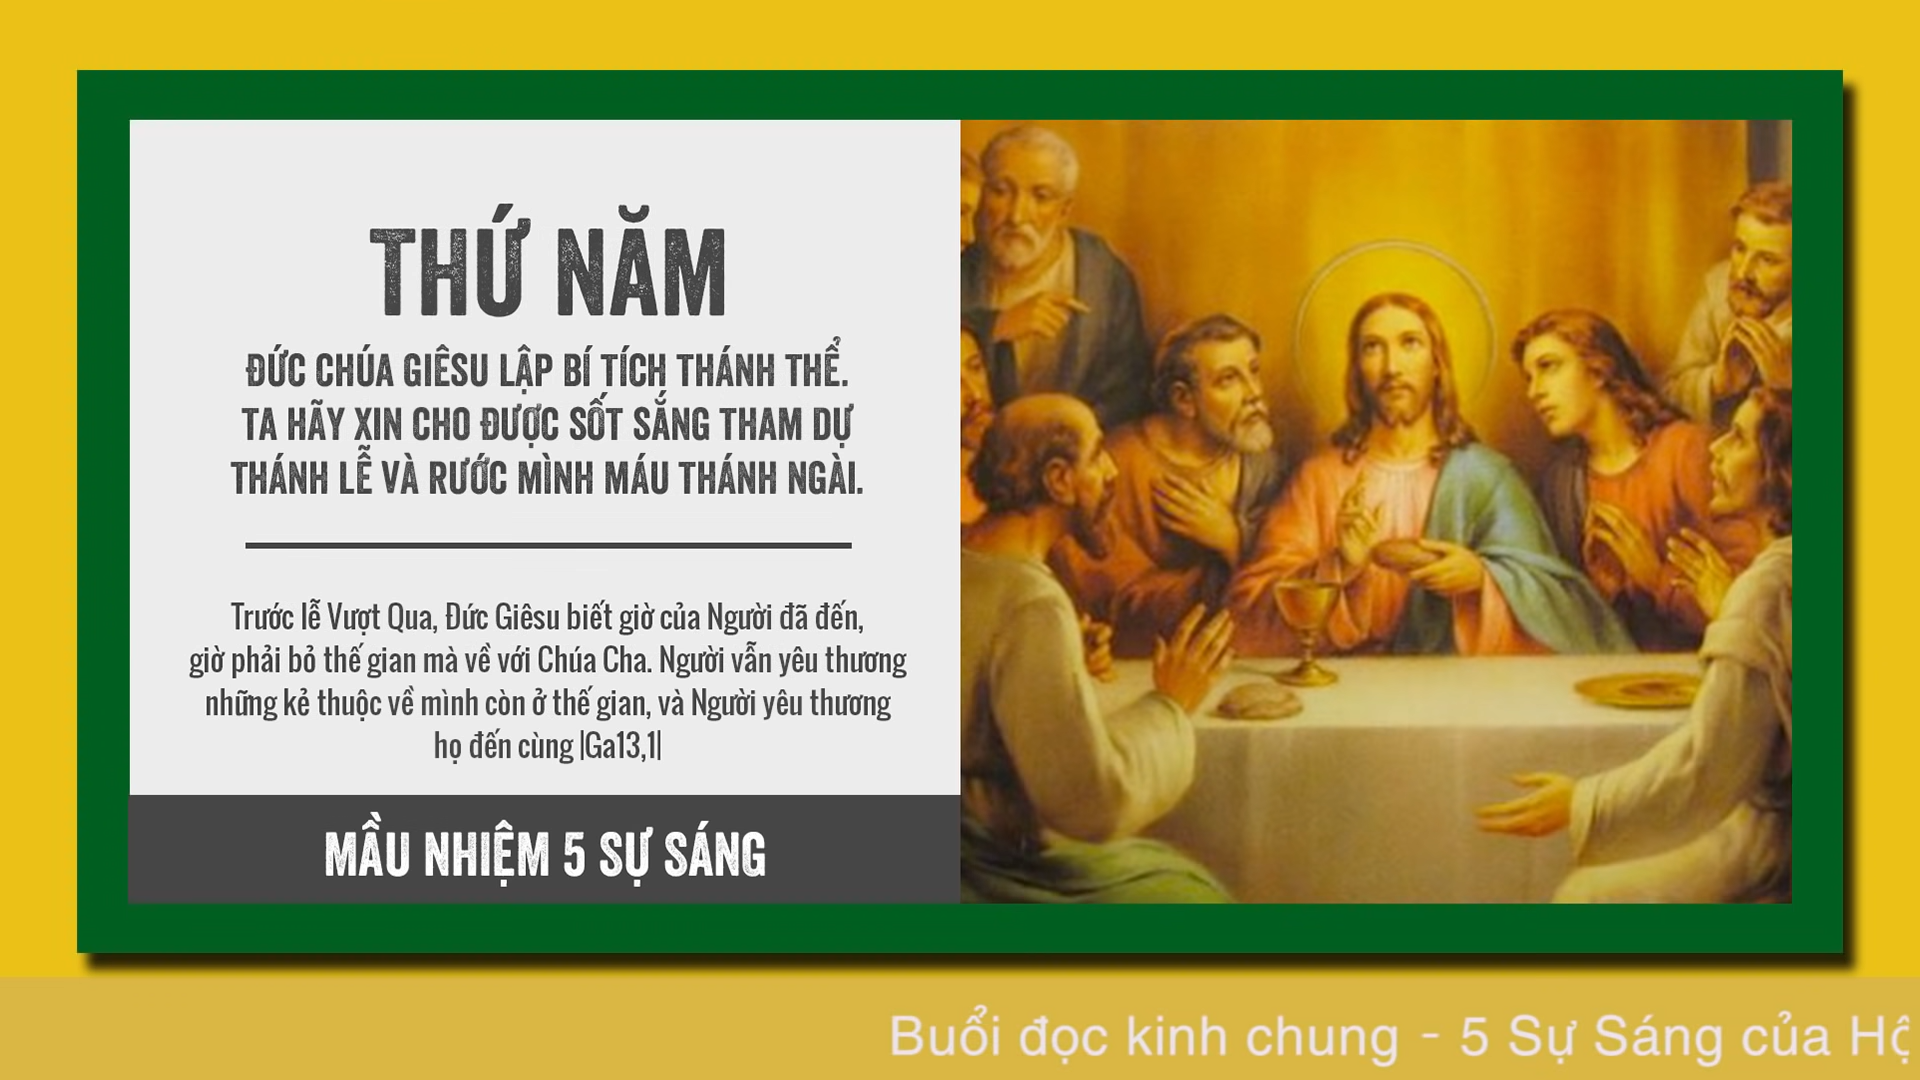 THỨ NĂM
ĐỨC CHÚA GIÊSU LẬP BÍ TÍCH THÁNH THỂ.
TA HÃY XIN CHO ĐƯỢC SỐT SẮNG THAM DỰ
THÁNH LỄ VÀ RƯỚC MÌNH MÁU THÁNH NGÀI.
Trước lễ Vượt Qua, Đức Giêsu biết giờ của Người đã đến,
giờ phải bỏ thế gian mà về với Chúa Cha. Người vẫn yêu thương
những kẻ thuộc về mình còn ở thế gian, và Người yêu thương
họ đến cùng |Ga13,1|
MẦU NHIỆM 5 SỰ SÁNG
Buổi đọc kinh chung - 5 Sự Sáng của